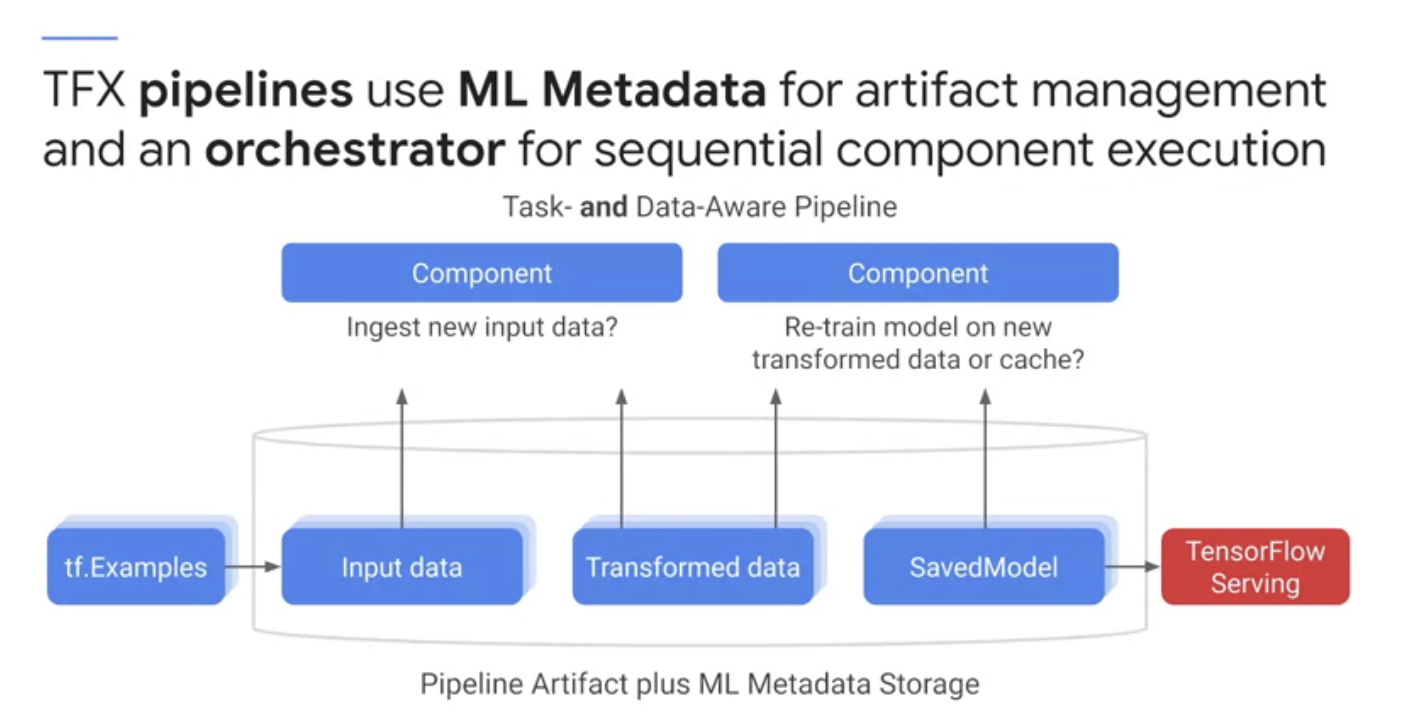 TFX pipelines use ML Metadata for artifact management
and an orchestrator for sequential component execution
Task- and Data-Aware Pipeline
Component
Component
Ingest new input data?
Re-train model on new
transformed data or cache?
tf.Examples
Input data
Transformed data
SavedModel
TensorFlow
Serving
Pipeline Artifact plus ML Metadata Storage